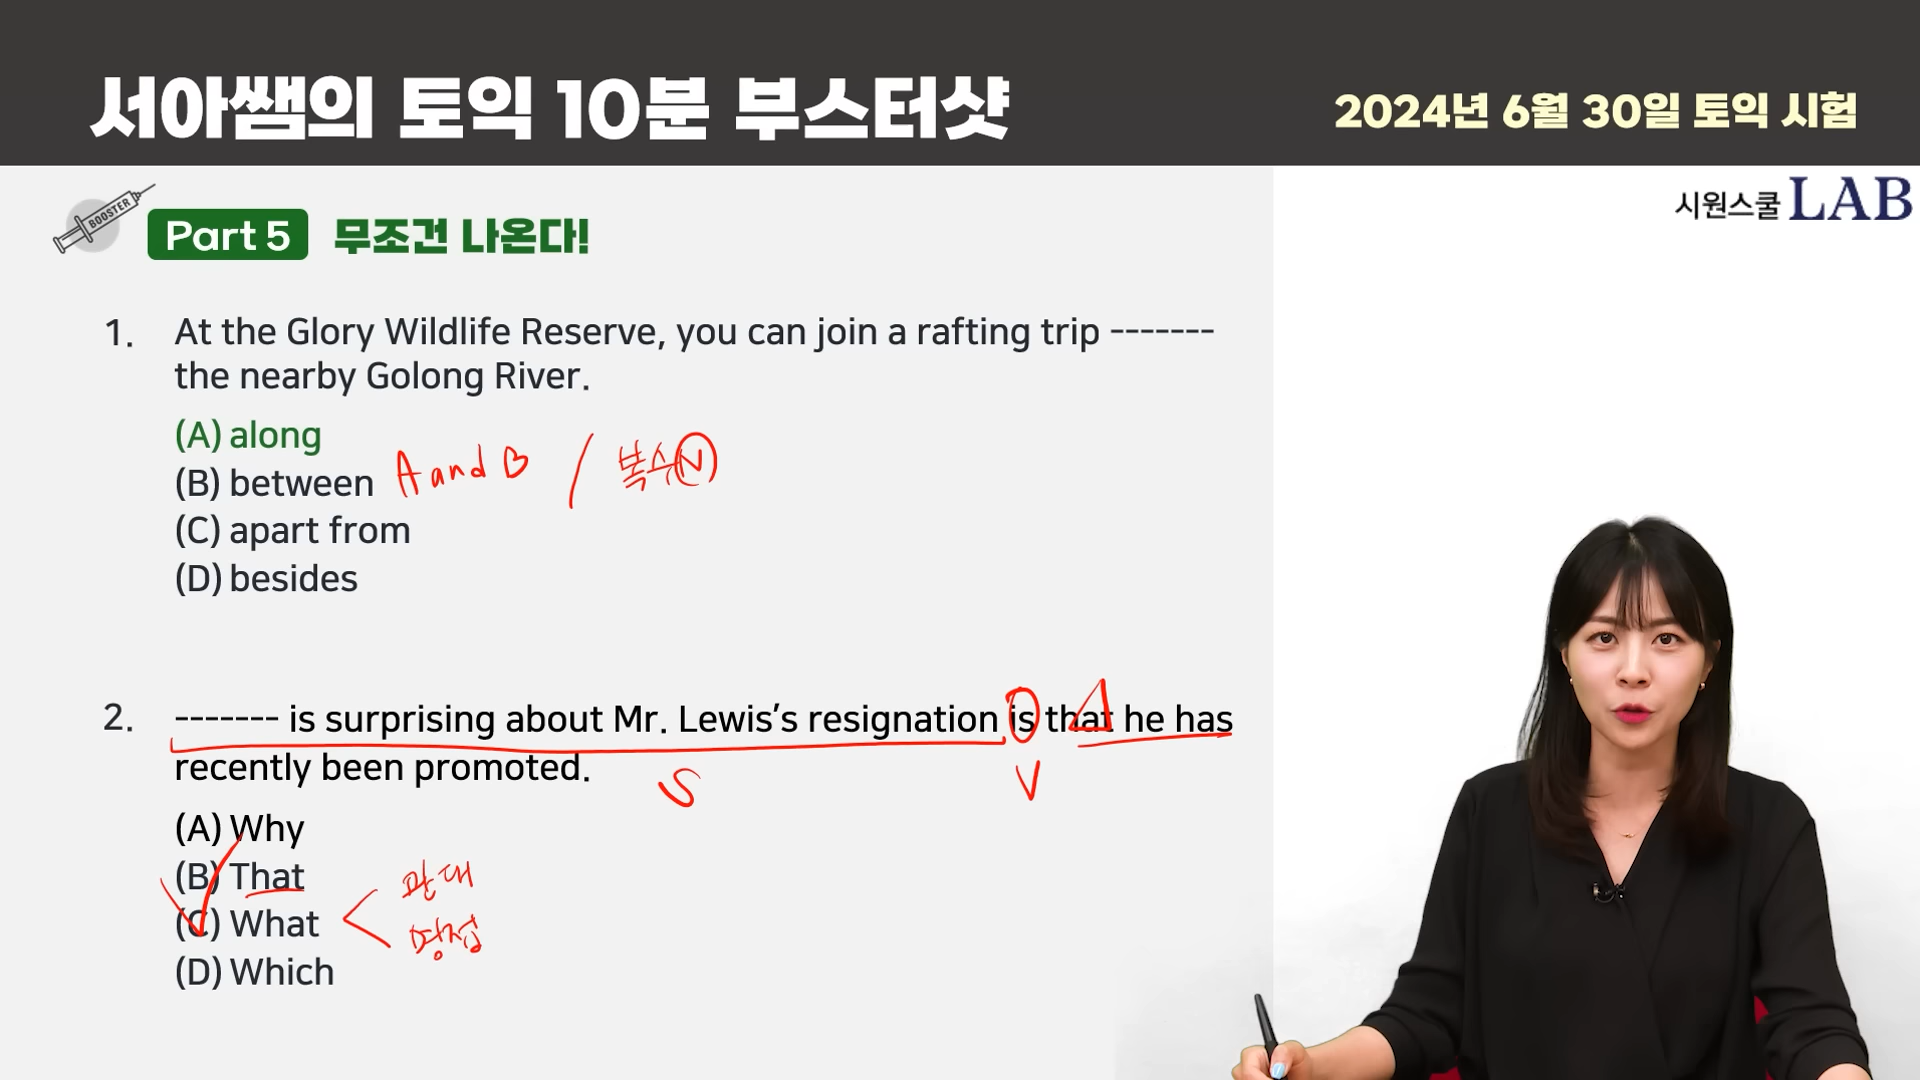 서아쌤의 토익 10분 부스터샷
2024년 6월 30일 토익 시험
시원스쿨 LAB
BOOSTER
Part 5 무조건 나온다!
1. At the Glory Wildlife Reserve, you can join a rafting trip -------
the nearby Golong River.
(A) along
(B) between A and B / 복수 N
(C) apart from
(D) besides
2. ------- is surprising about Mr. Lewis's resignation is that he has
recently been promoted.
S V
(A) Why
(B) That
관대
(C) What
명접
(D) Which